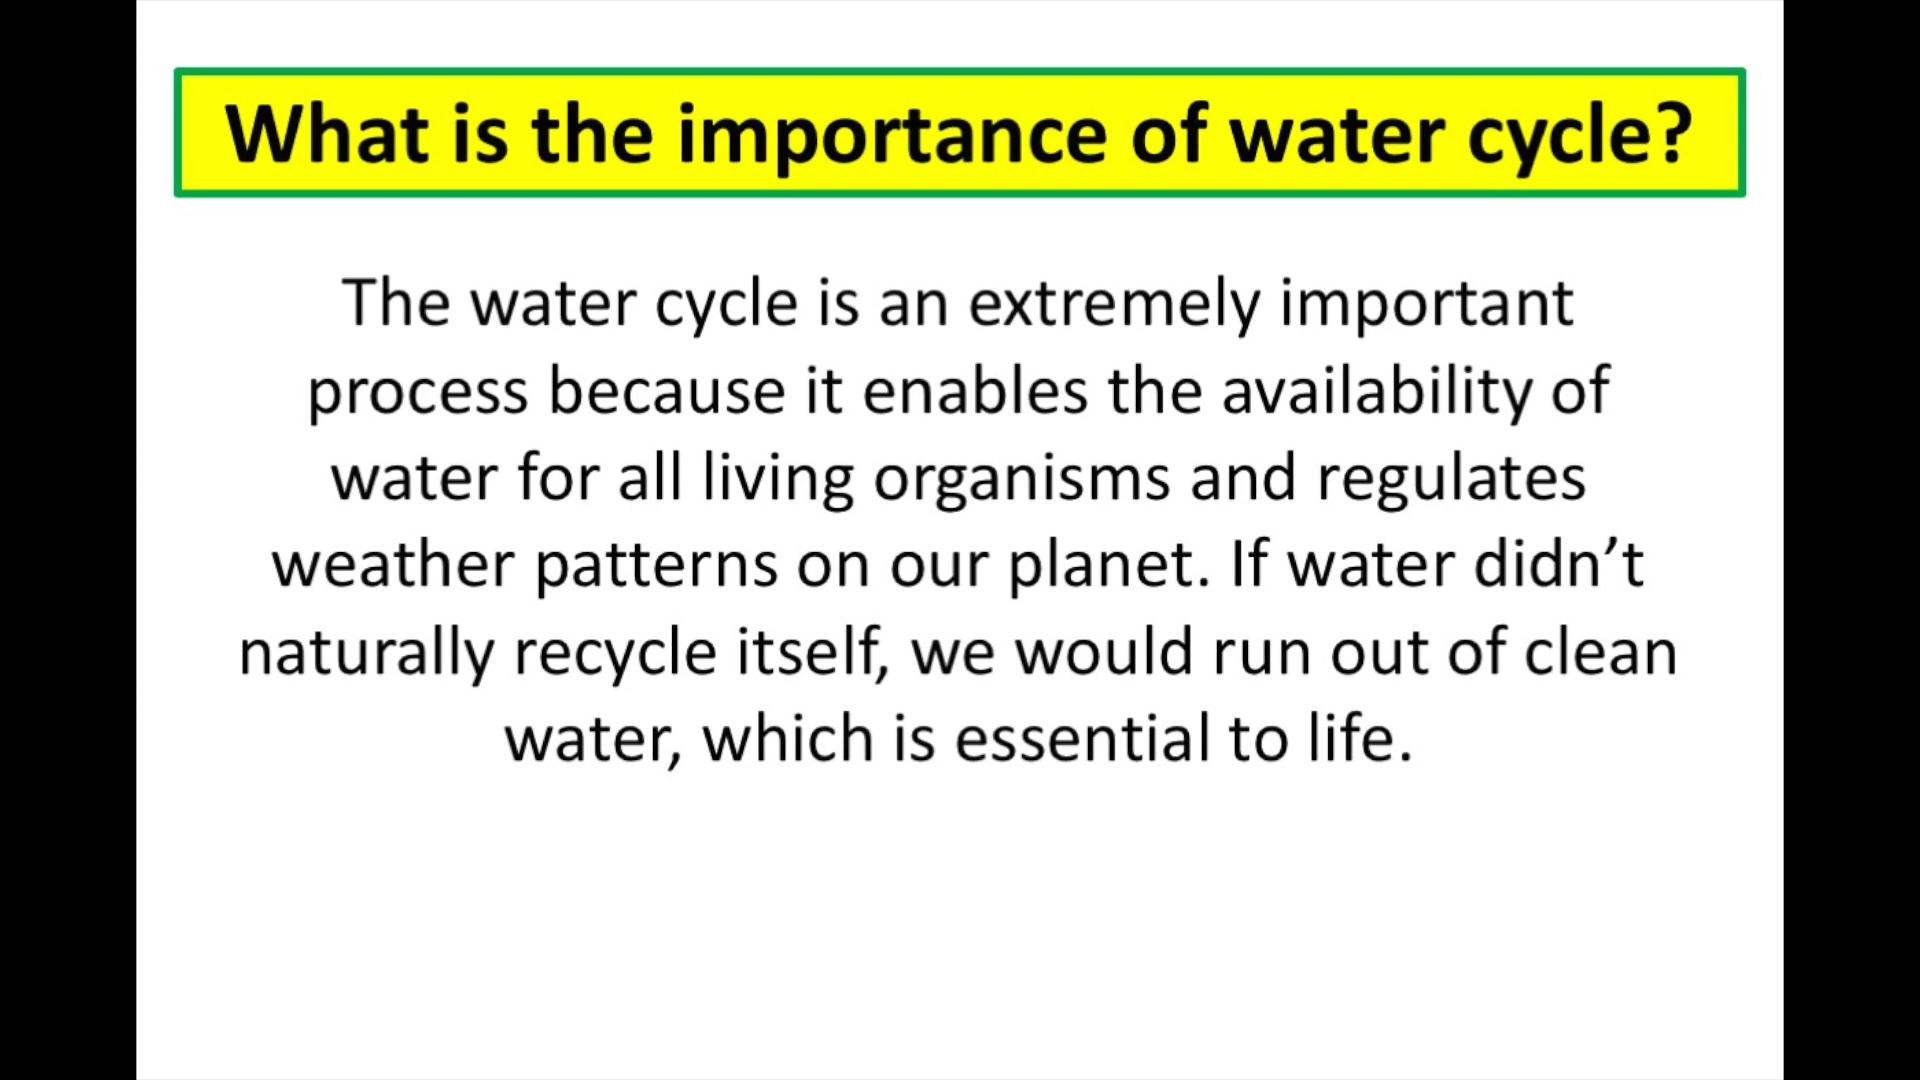 What is the importance of water cycle?
The water cycle is an extremely important
process because it enables the availability of
water for all living organisms and regulates
weather patterns on our planet. If water didn’t
naturally recycle itself, we would run out of clean
water, which is essential to life.